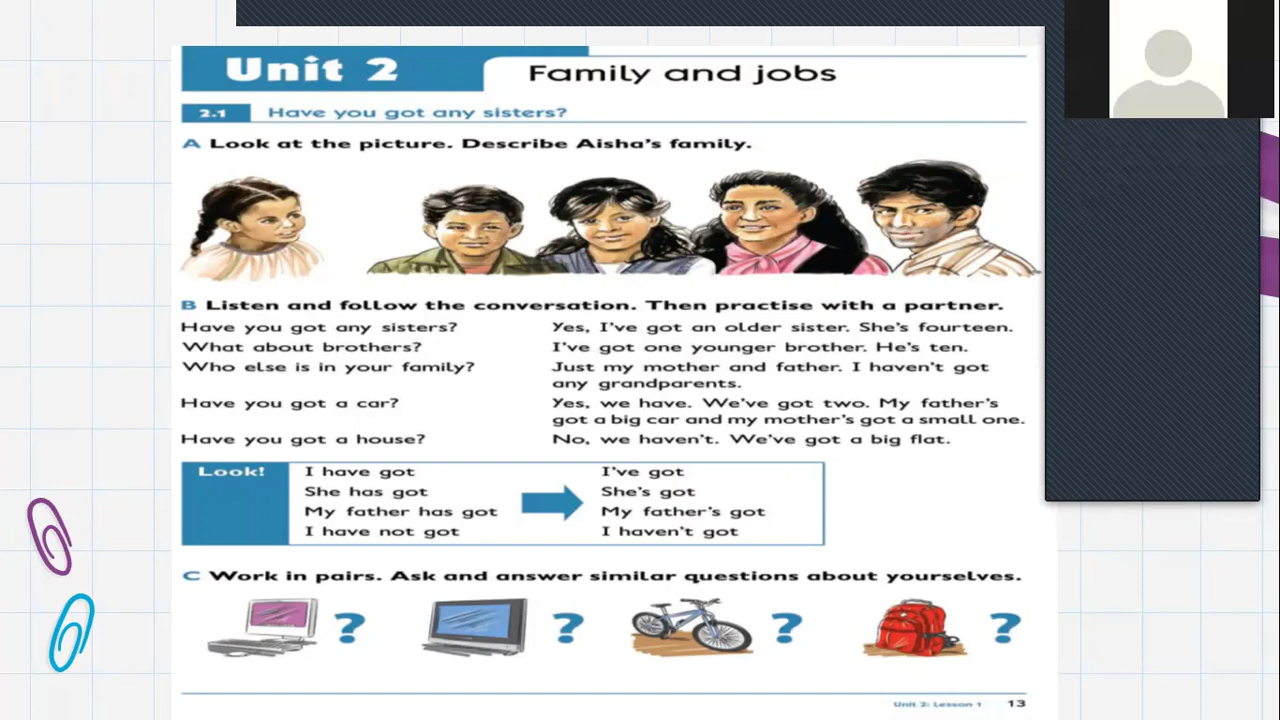 Unit 2
Family and jobs
2.1 Have you got any sisters?
A Look at the picture. Describe Aisha's family.
B Listen and follow the conversation. Then practise with a partner.
Have you got any sisters? Yes, I've got an older sister. She's fourteen.
What about brothers? I've got one younger brother. He's ten.
Who else is in your family? Just my mother and father. I haven't got
any grandparents.
Have you got a car? Yes, we have. We've got two. My father's
got a big car and my mother's got a small one.
Have you got a house? No, we haven't. We've got a big flat.
Look! I have got I've got
She has got She's got
My father has got My father's got
I have not got I haven't got
C Work in pairs. Ask and answer similar questions about yourselves.
? ? ? ?
Unit 2: Lesson 1 13